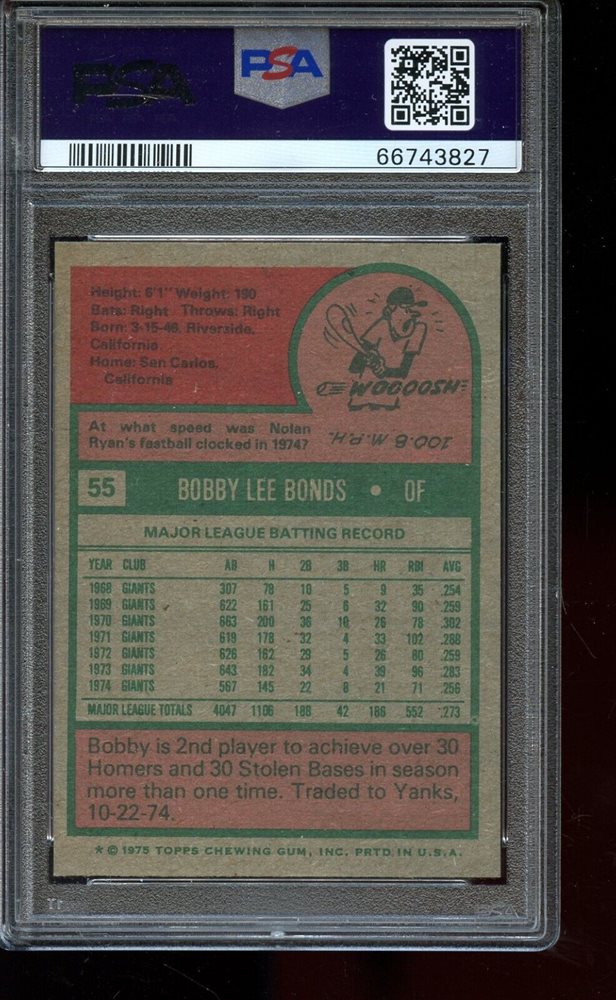 PSA
PSA
66743827
Height: 6'1" Weight: 190
Bats: Right Throws: Right
Born: 3-15-46, Riverside,
California
Home: San Carlos,
California
WOOOOSH
At what speed was Nolan
Ryan's fastball clocked in 1974?
100.8 M.P.H.
55 BOBBY LEE BONDS • OF
MAJOR LEAGUE BATTING RECORD
YEAR CLUB AB H 2B 3B HR RBI AVG
1968 GIANTS 307 78 10 5 9 35 .254
1969 GIANTS 622 161 25 6 32 90 .259
1970 GIANTS 663 200 36 10 26 78 .302
1971 GIANTS 619 178 32 4 33 102 .288
1972 GIANTS 626 162 29 5 26 80 .259
1973 GIANTS 643 182 34 4 39 96 .283
1974 GIANTS 567 145 22 8 21 71 .256
MAJOR LEAGUE TOTALS 4047 1106 188 42 186 552 .273
Bobby is 2nd player to achieve over 30
Homers and 30 Stolen Bases in season
more than one time. Traded to Yanks,
10-22-74.
* © 1975 TOPPS CHEWING GUM, INC. PRTD. IN U.S.A.
PSA